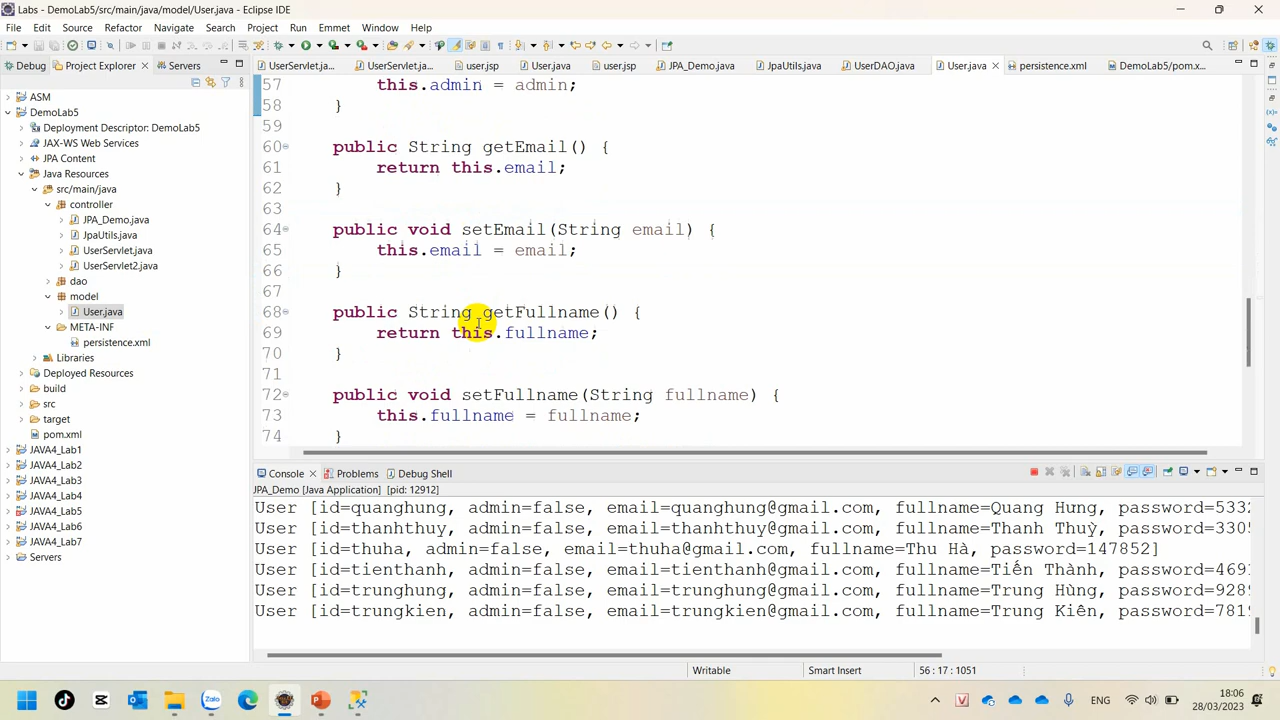 Labs - DemoLab5/src/main/java/model/User.java - Eclipse IDE
File Edit Source Refactor Navigate Search Project Run Emmet Window Help
Debug Project Explorer Servers
UserServlet.ja... UserServlet.ja... user.jsp User.java user.jsp JPA_Demo.java JpaUtils.java UserDAO.java User.java persistence.xml DemoLab5/pom.x...
ASM
DemoLab5
Deployment Descriptor: DemoLab5
JAX-WS Web Services
JPA Content
Java Resources
src/main/java
controller
JPA_Demo.java
JpaUtils.java
UserServlet.java
UserServlet2.java
dao
model
User.java
META-INF
persistence.xml
Libraries
Deployed Resources
build
src
target
pom.xml
JAVA4_Lab1
JAVA4_Lab2
JAVA4_Lab3
JAVA4_Lab4
JAVA4_Lab5
JAVA4_Lab6
JAVA4_Lab7
Servers
57 this.admin = admin;
58 }
59
60 public String getEmail() {
61 return this.email;
62 }
63
64 public void setEmail(String email) {
65 this.email = email;
66 }
67
68 public String getFullname() {
69 return this.fullname;
70 }
71
72 public void setFullname(String fullname) {
73 this.fullname = fullname;
74 }
Console Problems Debug Shell
JPA_Demo [Java Application] [pid: 12912]
User [id=quanghung, admin=false, email=quanghung@gmail.com, fullname=Quang Hưng, password=5332
User [id=thanhthuy, admin=false, email=thanhthuy@gmail.com, fullname=Thanh Thuỳ, password=3305
User [id=thuha, admin=false, email=thuha@gmail.com, fullname=Thu Hà, password=147852]
User [id=tienthanh, admin=false, email=tienthanh@gmail.com, fullname=Tiến Thành, password=4691
User [id=trunghung, admin=false, email=trunghung@gmail.com, fullname=Trung Hùng, password=9289
User [id=trungkien, admin=false, email=trungkien@gmail.com, fullname=Trung Kiên, password=7819
Writable Smart Insert 56 : 17 : 1051
Zalo ENG 18:06
28/03/2023